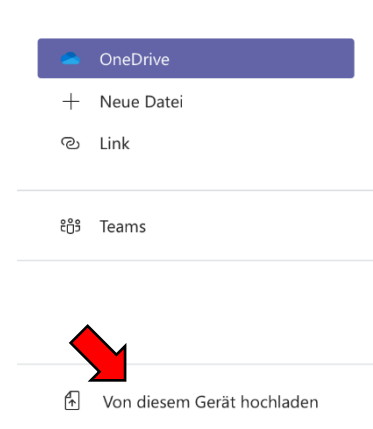 OneDrive
Neue Datei
Link
Teams
Von diesem Gerät hochladen